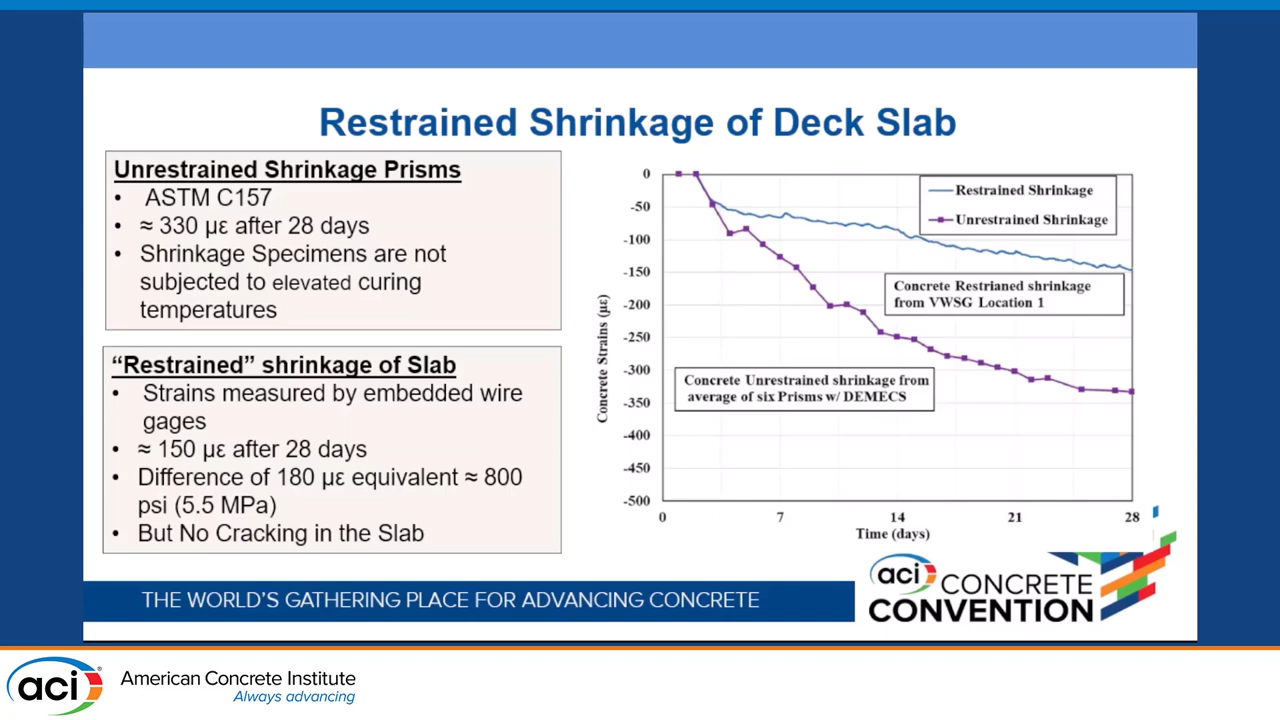 Restrained Shrinkage of Deck Slab
Unrestrained Shrinkage Prisms
• ASTM C157
• ≈ 330 µε after 28 days
• Shrinkage Specimens are not
subjected to elevated curing
temperatures
“Restrained” shrinkage of Slab
• Strains measured by embedded wire
gages
• ≈ 150 µε after 28 days
• Difference of 180 µε equivalent ≈ 800
psi (5.5 MPa)
• But No Cracking in the Slab
Concrete Strains (µε)
0
-50
-100
-150
-200
-250
-300
-350
-400
-450
-500
Restrained Shrinkage
Unrestrained Shrinkage
Concrete Restrianed shrinkage
from VWSG Location 1
Concrete Unrestrained shrinkage from
average of six Prisms w/ DEMECS
0 7 14 21 28
Time (days)
THE WORLD'S GATHERING PLACE FOR ADVANCING CONCRETE
aci CONCRETE
CONVENTION
aci® American Concrete Institute
Always advancing